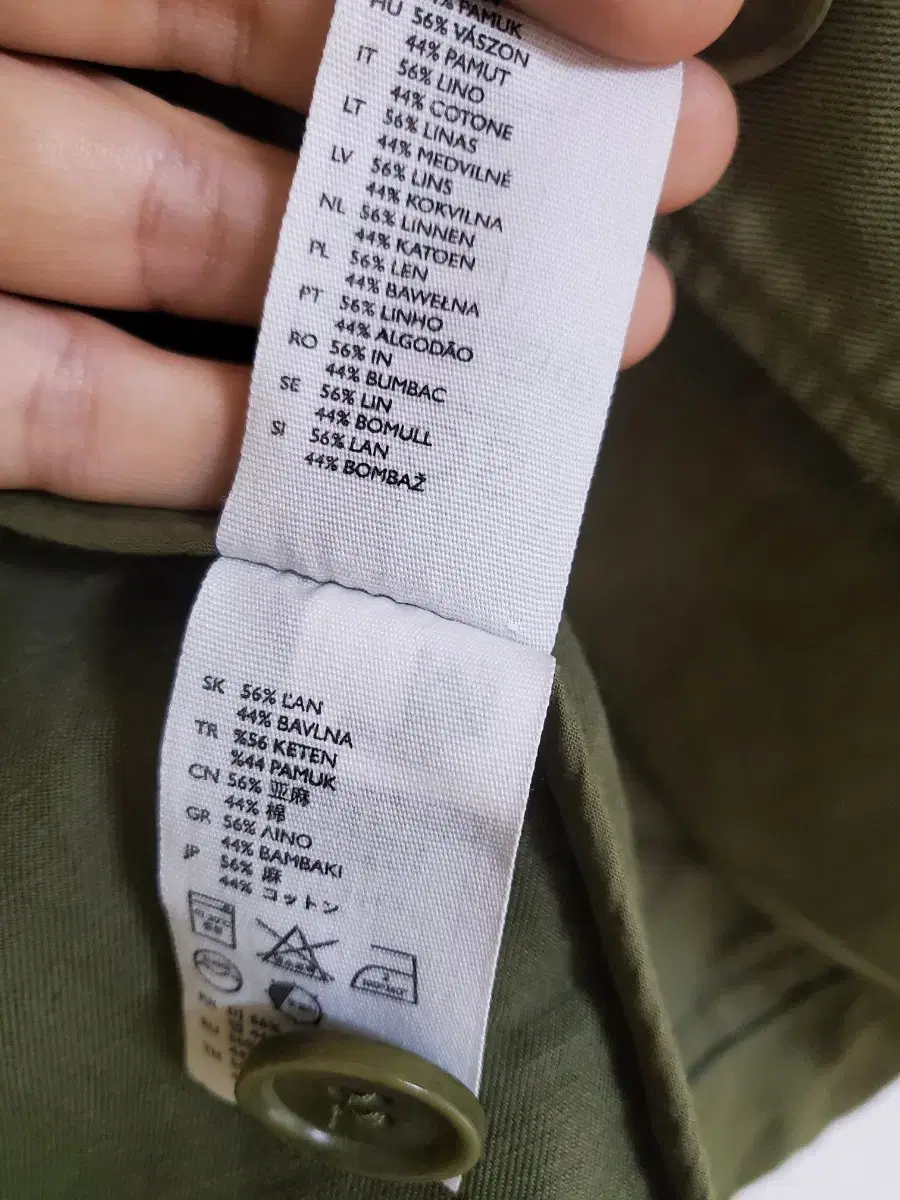 PAMUK
HU 56% VÁSZON
44% PAMUT
IT 56% LINO
44% COTONE
LT 56% LINAS
44% MEDVILNĖ
LV 56% LINS
44% KOKVILNA
NL 56% LINNEN
44% KATOEN
PL 56% LEN
44% BAWEŁNA
PT 56% LINHO
44% ALGODÃO
RO 56% IN
44% BUMBAC
SE 56% LIN
44% BOMULL
SI 56% LAN
44% BOMBAŽ
SK 56% ĽAN
44% BAVLNA
TR %56 KETEN
%44 PAMUK
CN 56% 亚麻
44% 棉
GR 56% ΛΙΝΟ
44% ΒΑΜΒΑΚΙ
JP 56% 麻
44% コットン
56%